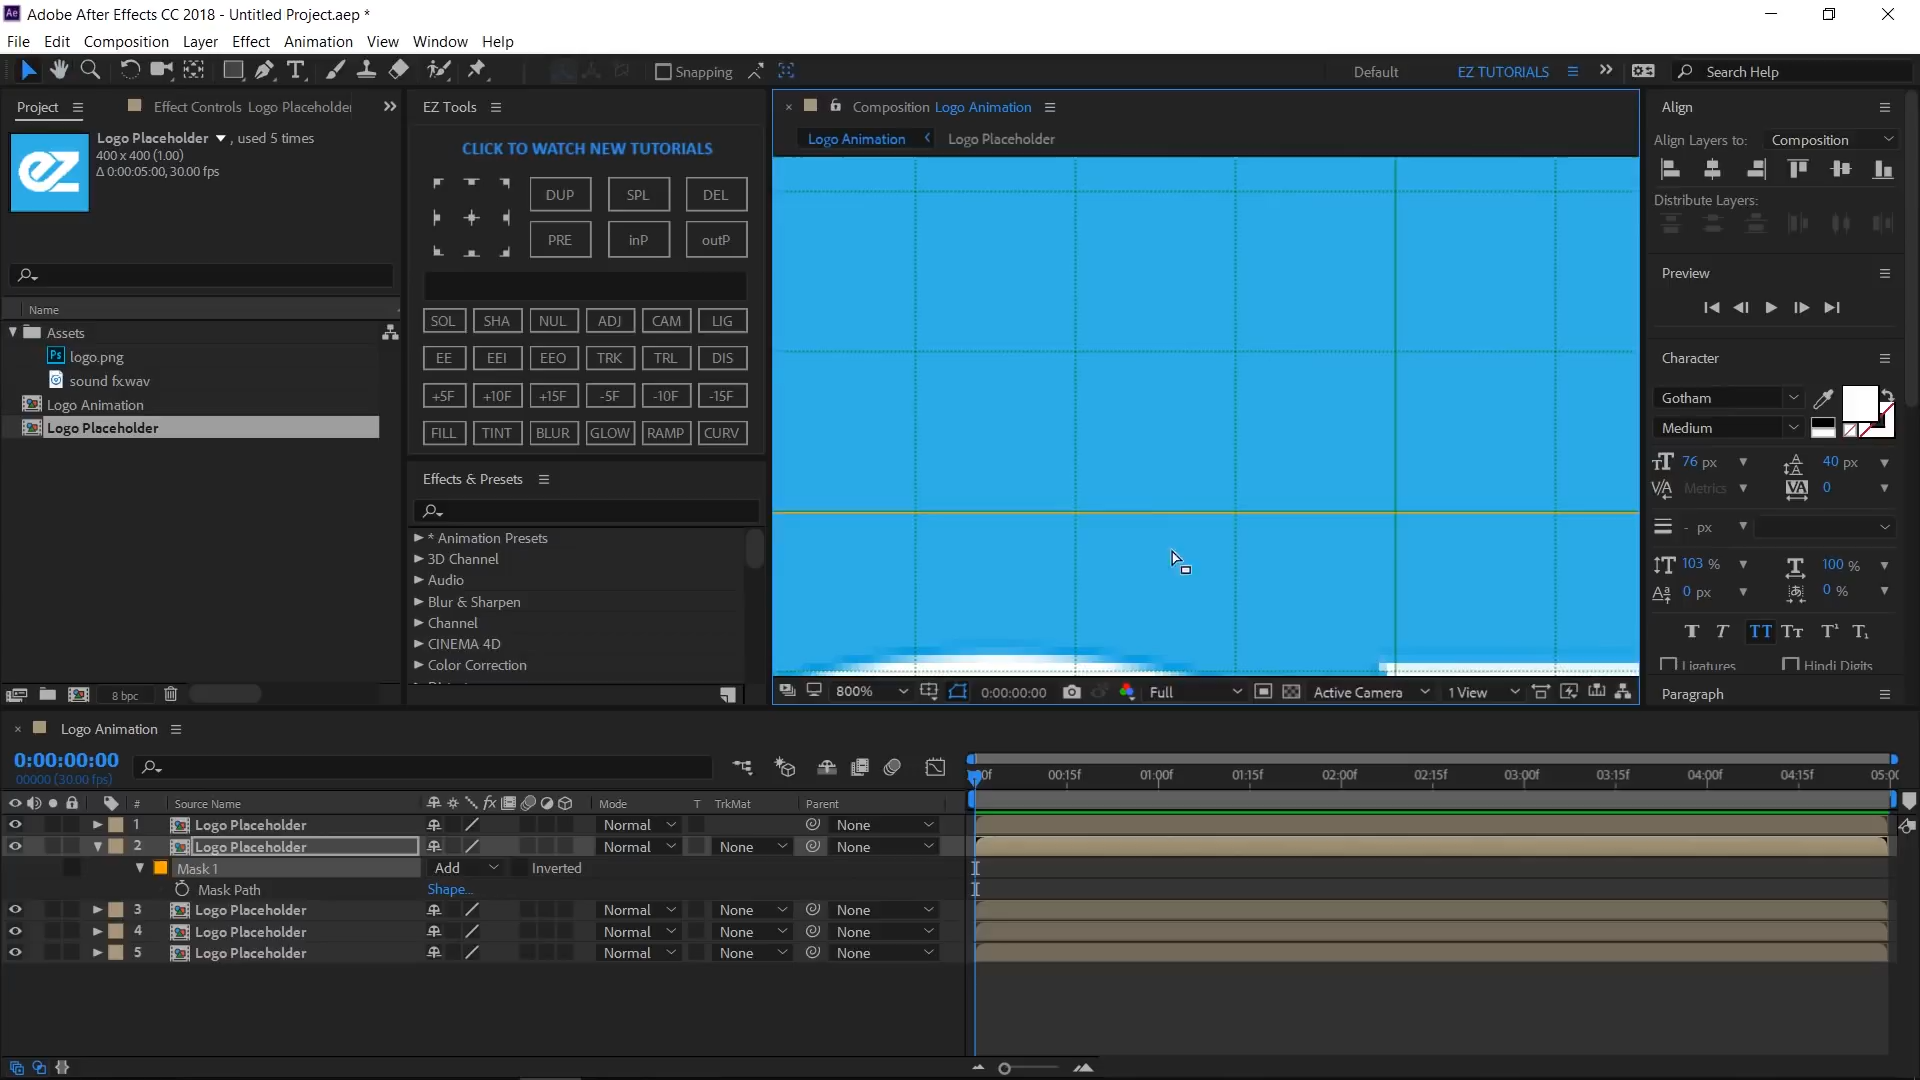 Adobe After Effects CC 2018 - Untitled Project.aep *
File Edit Composition Layer Effect Animation View Window Help
Snapping
Default EZ TUTORIALS Search Help
Project Effect Controls Logo Placeholder
Logo Placeholder , used 5 times
400 x 400 (1.00)
Δ 0:00:05:00, 30.00 fps
ez
Name
Assets
Ps logo.png
sound fx.wav
Logo Animation
Logo Placeholder
8 bpc
EZ Tools
CLICK TO WATCH NEW TUTORIALS
DUP SPL DEL
PRE inP outP
SOL SHA NUL ADJ CAM LIG
EE EEI EEO TRK TRL DIS
+5F +10F +15F -5F -10F -15F
FILL TINT BLUR GLOW RAMP CURV
Effects & Presets
* Animation Presets
3D Channel
Audio
Blur & Sharpen
Channel
CINEMA 4D
Color Correction
Composition Logo Animation
Logo Animation Logo Placeholder
800% 0:00:00:00 Full Active Camera 1 View
Align
Align Layers to: Composition
Distribute Layers:
Preview
Character
Gotham
Medium
76 px 40 px
Metrics 0
- px
103 % 100 %
0 px 0 %
T T TT Tт T¹ T₁
Ligatures Hindi Digits
Paragraph
Logo Animation
0:00:00:00
00000 (30.00 fps)
00f 00:15f 01:00f 01:15f 02:00f 02:15f 03:00f 03:15f 04:00f 04:15f 05:00
# Source Name Mode T TrkMat Parent
1 Logo Placeholder Normal None
2 Logo Placeholder Normal None None
Mask 1 Add Inverted
Mask Path Shape...
3 Logo Placeholder Normal None None
4 Logo Placeholder Normal None None
5 Logo Placeholder Normal None None